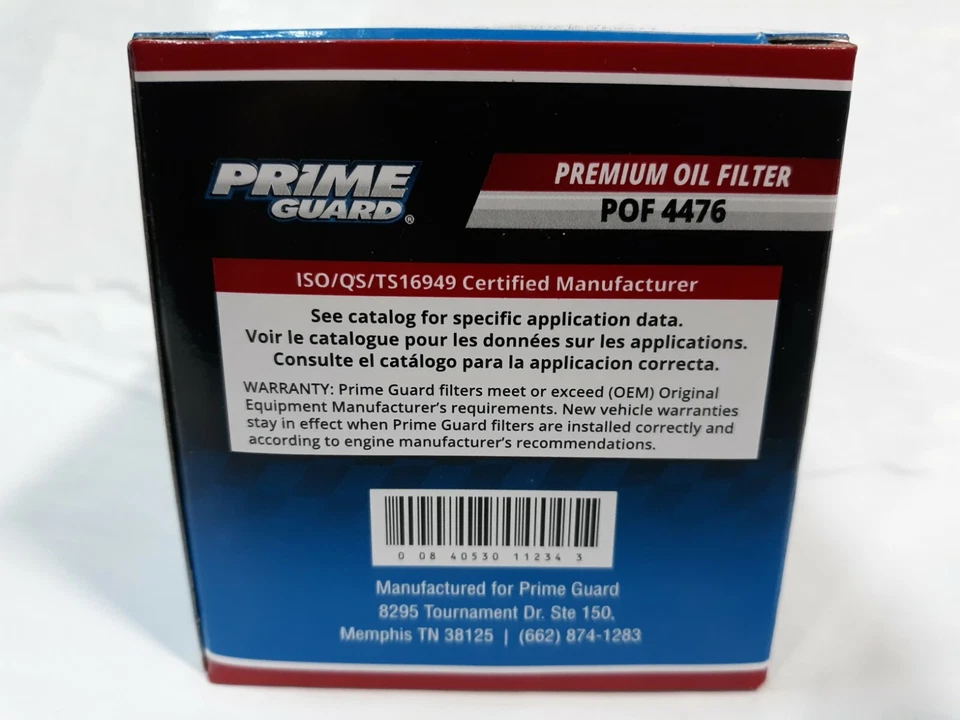 PRIME
GUARD®
PREMIUM OIL FILTER
POF 4476
ISO/QS/TS16949 Certified Manufacturer
See catalog for specific application data.
Voir le catalogue pour les données sur les applications.
Consulte el catálogo para la applicacion correcta.
WARRANTY: Prime Guard filters meet or exceed (OEM) Original
Equipment Manufacturer's requirements. New vehicle warranties
stay in effect when Prime Guard filters are installed correctly and
according to engine manufacturer's recommendations.
0 08 40530 11234 3
Manufactured for Prime Guard
8295 Tournament Dr. Ste 150,
Memphis TN 38125 | (662) 874-1283